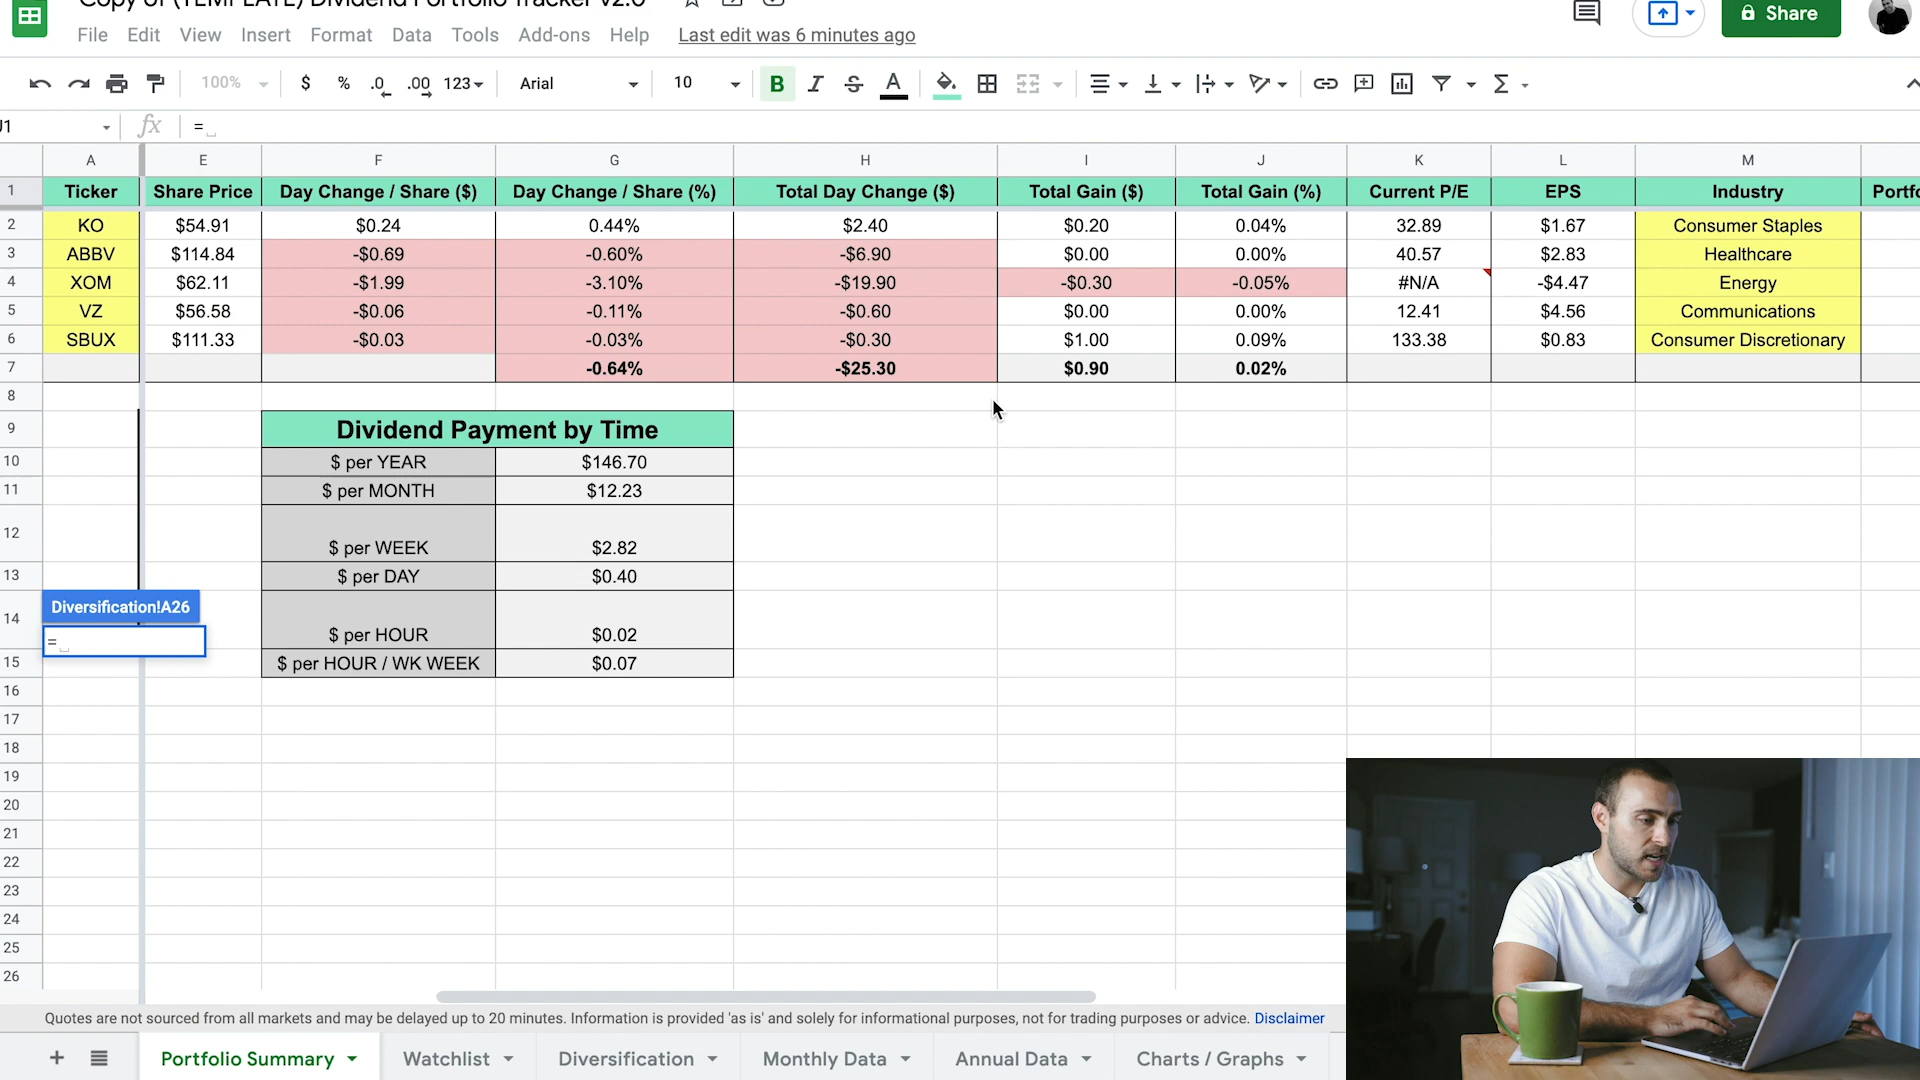 Copy of (TEMPLATE) Dividend Portfolio Tracker v2.0
File Edit View Insert Format Data Tools Add-ons Help Last edit was 6 minutes ago
Share
100% $ % .0 .00 123 Arial 10 B I S A
fx =
A E F G H I J K L M
1 Ticker Share Price Day Change / Share ($) Day Change / Share (%) Total Day Change ($) Total Gain ($) Total Gain (%) Current P/E EPS Industry
2 KO $54.91 $0.24 0.44% $2.40 $0.20 0.04% 32.89 $1.67 Consumer Staples
3 ABBV $114.84 -$0.69 -0.60% -$6.90 $0.00 0.00% 40.57 $2.83 Healthcare
4 XOM $62.11 -$1.99 -3.10% -$19.90 -$0.30 -0.05% #N/A -$4.47 Energy
5 VZ $56.58 -$0.06 -0.11% -$0.60 $0.00 0.00% 12.41 $4.56 Communications
6 SBUX $111.33 -$0.03 -0.03% -$0.30 $1.00 0.09% 133.38 $0.83 Consumer Discretionary
7 -0.64% -$25.30 $0.90 0.02%
8
9 Dividend Payment by Time
10 $ per YEAR $146.70
11 $ per MONTH $12.23
12 $ per WEEK $2.82
13 $ per DAY $0.40
Diversification!A26
14 $ per HOUR $0.02
=
15 $ per HOUR / WK WEEK $0.07
16
17
18
19
20
21
22
23
24
25
26
Quotes are not sourced from all markets and may be delayed up to 20 minutes. Information is provided 'as is' and solely for informational purposes, not for trading purposes or advice. Disclaimer
Portfolio Summary Watchlist Diversification Monthly Data Annual Data Charts / Graphs